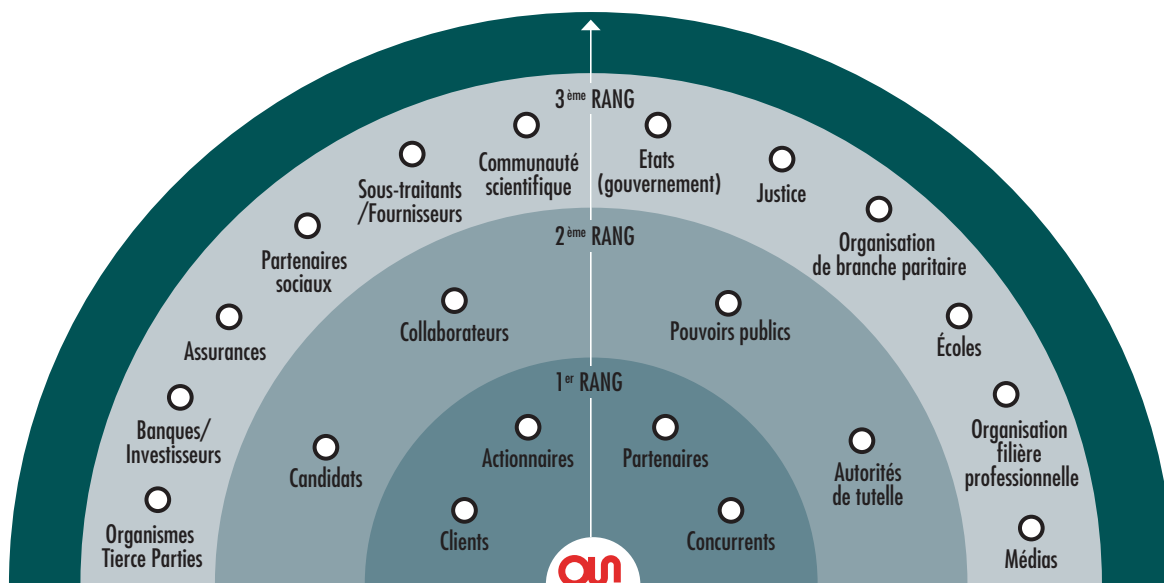 3ème RANG
Communauté
scientifique
Etats
(gouvernement)
Sous-traitants
/Fournisseurs
Justice
Partenaires
sociaux
Organisation
de branche paritaire
Assurances
Écoles
Banques/
Investisseurs
Organisation
filière
professionnelle
Organismes
Tierce Parties
Médias
2ème RANG
Collaborateurs
Pouvoirs publics
Candidats
Autorités
de tutelle
1er RANG
Actionnaires
Partenaires
Clients
Concurrents